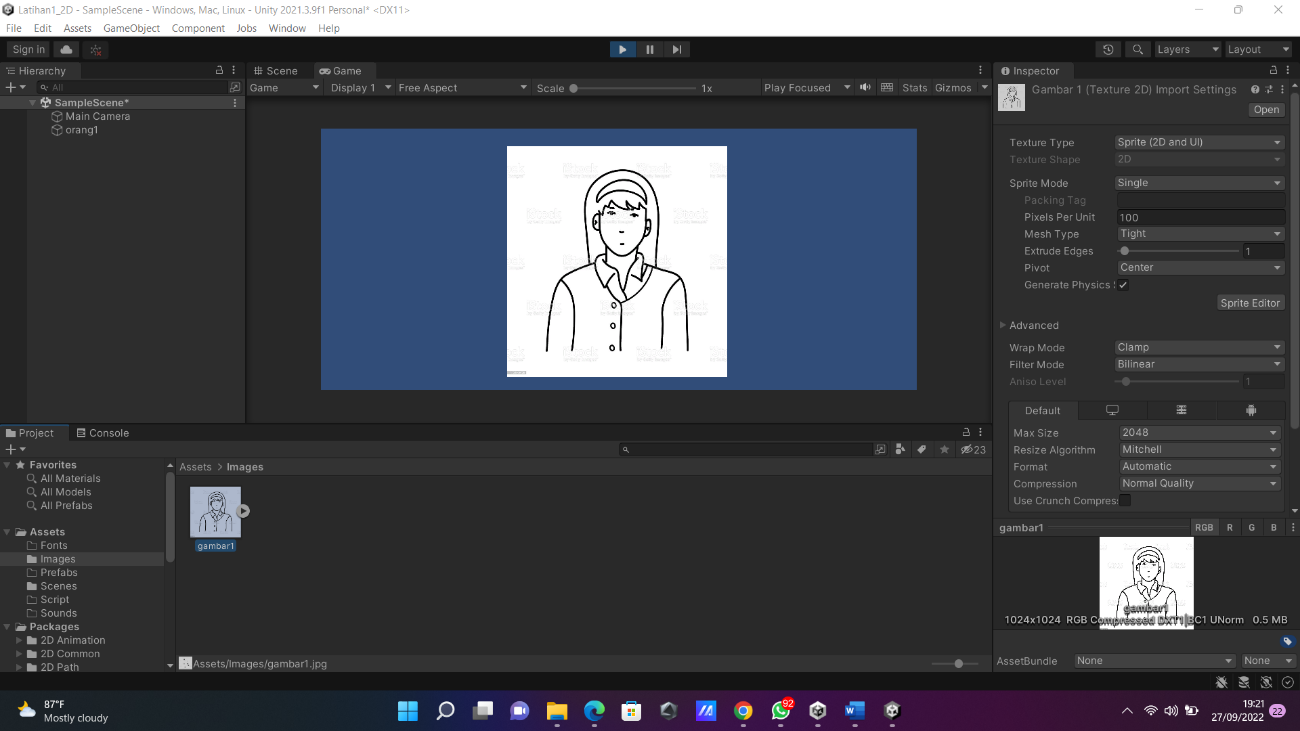 Latihan1_2D - SampleScene - Windows, Mac, Linux - Unity 2021.3.9f1 Personal* <DX11>
File Edit Assets GameObject Component Jobs Window Help
Sign in
Layers Layout
Hierarchy
All
SampleScene*
Main Camera
orang1
Scene Game
Game Display 1 Free Aspect Scale 1x Play Focused Stats Gizmos
iStock
Inspector
Gambar 1 (Texture 2D) Import Settings
Open
Texture Type Sprite (2D and UI)
Texture Shape 2D
Sprite Mode Single
Packing Tag
Pixels Per Unit 100
Mesh Type Tight
Extrude Edges 1
Pivot Center
Generate Physics
Sprite Editor
Advanced
Wrap Mode Clamp
Filter Mode Bilinear
Aniso Level 1
Default
Max Size 2048
Resize Algorithm Mitchell
Format Automatic
Compression Normal Quality
Use Crunch Compres
gambar1 RGB R G B
gambar1
1024x1024 RGB Compressed DXT1|BC1 UNorm 0.5 MB
AssetBundle None None
Project Console
23
Favorites
All Materials
All Models
All Prefabs
Assets
Fonts
Images
Prefabs
Scenes
Script
Sounds
Packages
2D Animation
2D Common
2D Path
Assets > Images
gambar1
Assets/Images/gambar1.jpg
87°F
Mostly cloudy
92
19:21
27/09/2022
22